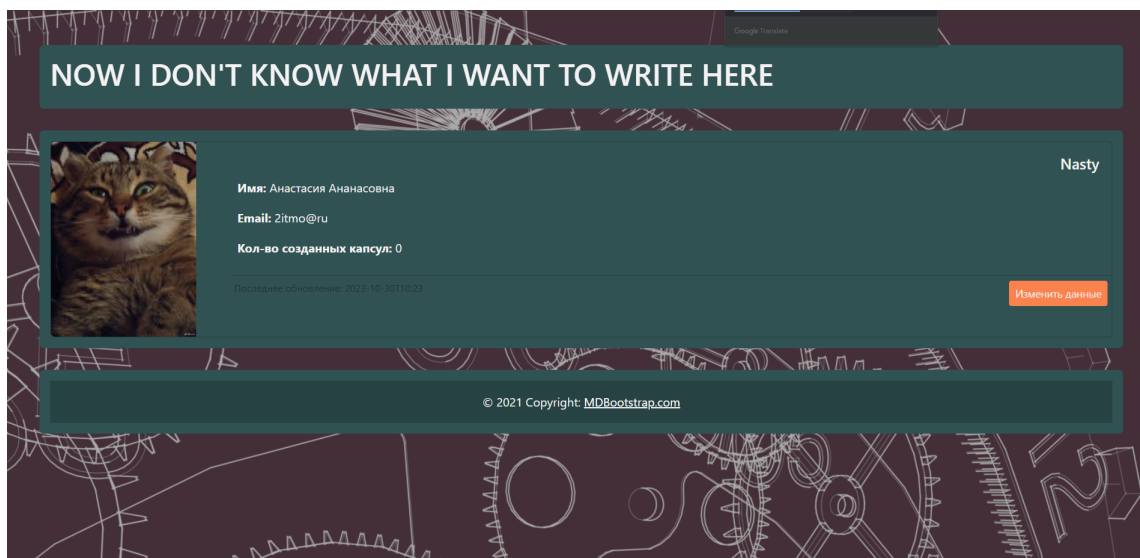 Google Translate
NOW I DON'T KNOW WHAT I WANT TO WRITE HERE
Nasty
Имя: Анастасия Ананасовна
Email: 2itmo@ru
Кол-во созданных капсул: 0
Последнее обновление: 2023-10-30T10:23
Изменить данные
© 2021 Copyright: MDBootstrap.com